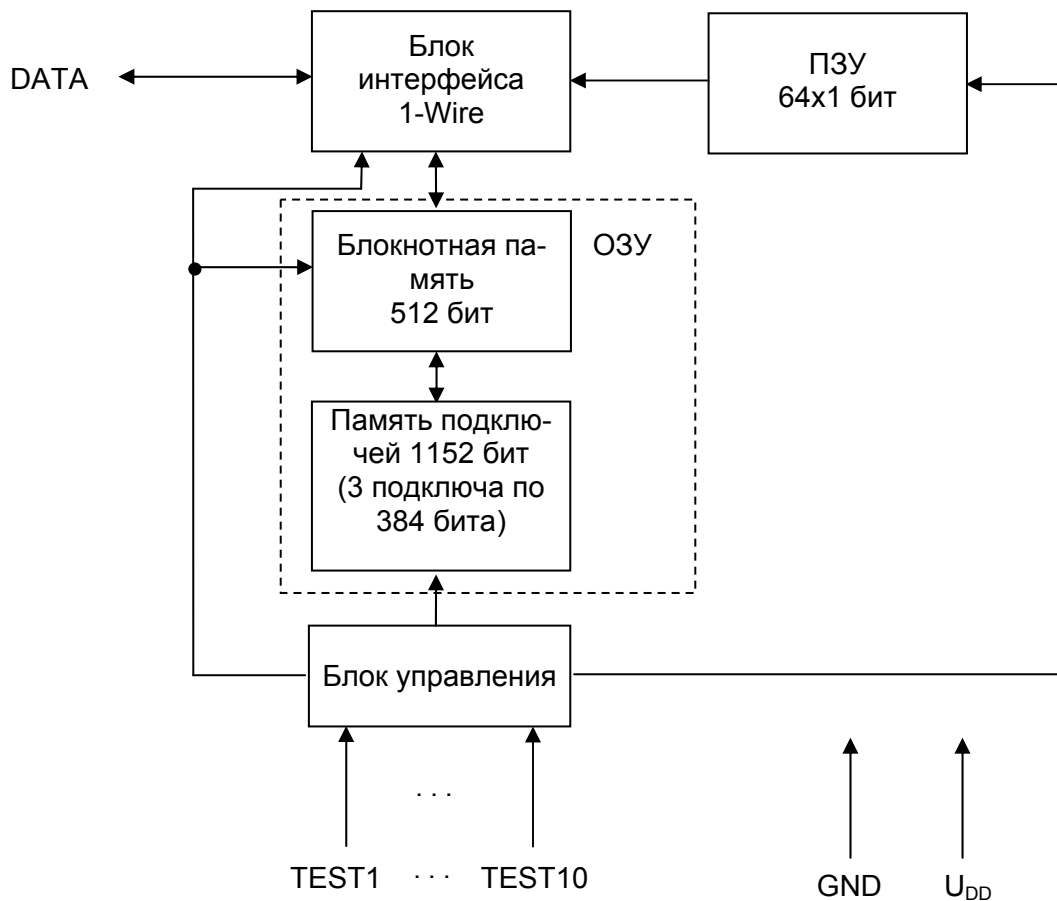 DATA
Блок
интерфейса
1-Wire
ПЗУ
64х1 бит
Блокнотная па-
мять
512 бит
ОЗУ
Память подклю-
чей 1152 бит
(3 подключа по
384 бита)
Блок управления
. . .
TEST1 . . . TEST10
GND
UDD